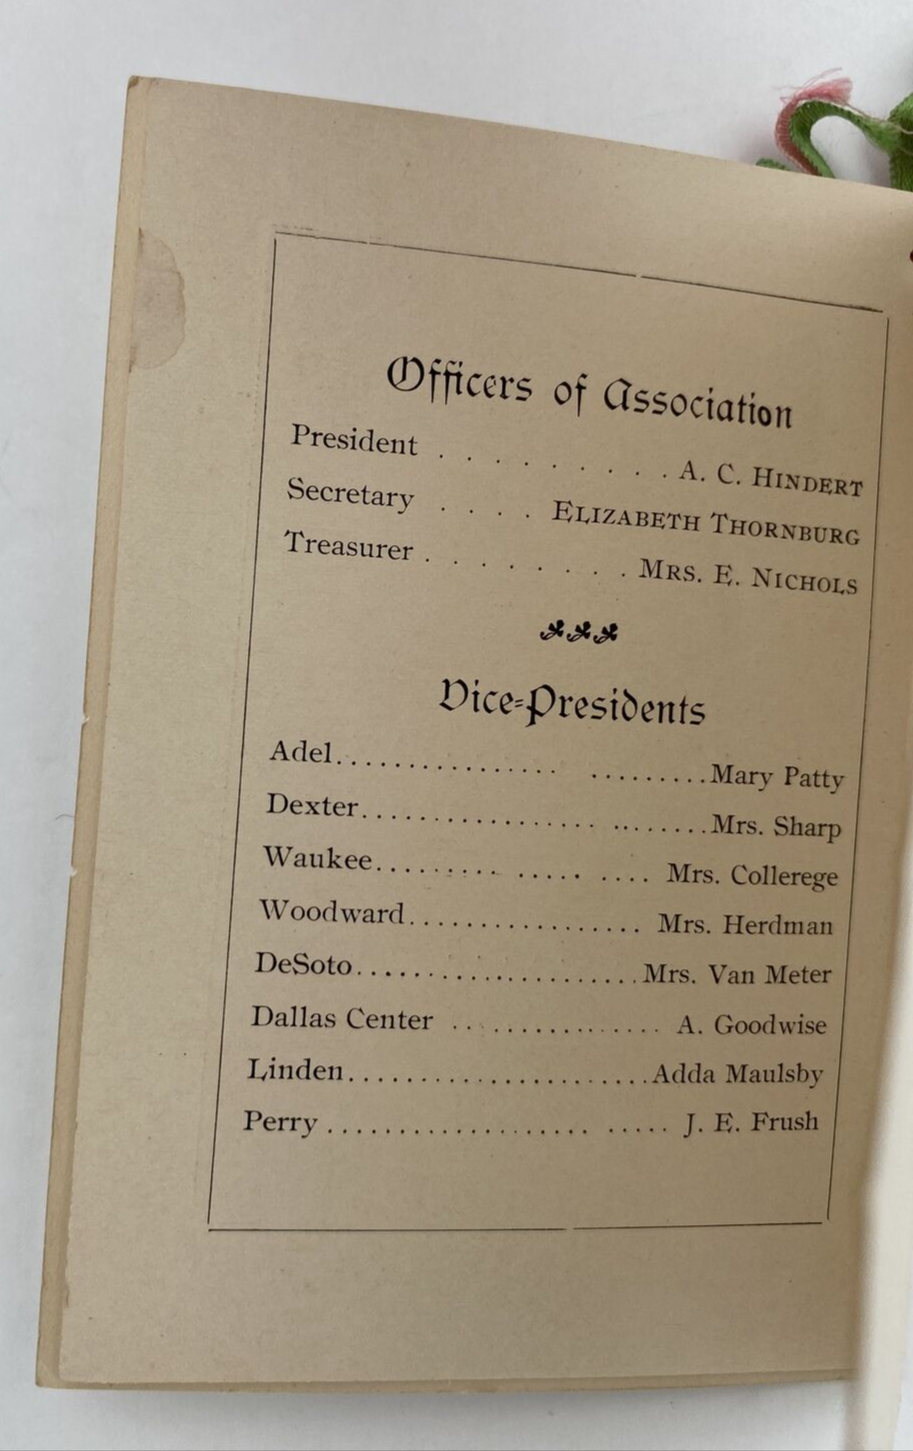 Officers of Association
President . . . . . . . . . A. C. HINDERT
Secretary . . . . ELIZABETH THORNBURG
Treasurer . . . . . . . . MRS. E. NICHOLS
Vice-Presidents
Adel......................... Mary Patty
Dexter......................... Mrs. Sharp
Waukee................... Mrs. Collerege
Woodward................. Mrs. Herdman
DeSoto.................... Mrs. Van Meter
Dallas Center ............... A. Goodwise
Linden..................... Adda Maulsby
Perry ........................ J. E. Frush